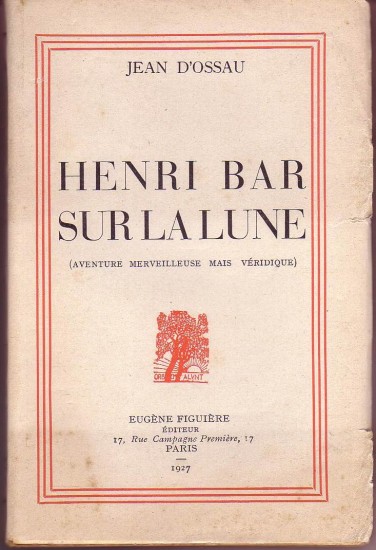 JEAN D'OSSAU
HENRI BAR
SUR LA LUNE
(AVENTURE MERVEILLEUSE MAIS VÉRIDIQUE)
EUGÈNE FIGUIÈRE
ÉDITEUR
17, Rue Campagne Première, 17
PARIS
1927